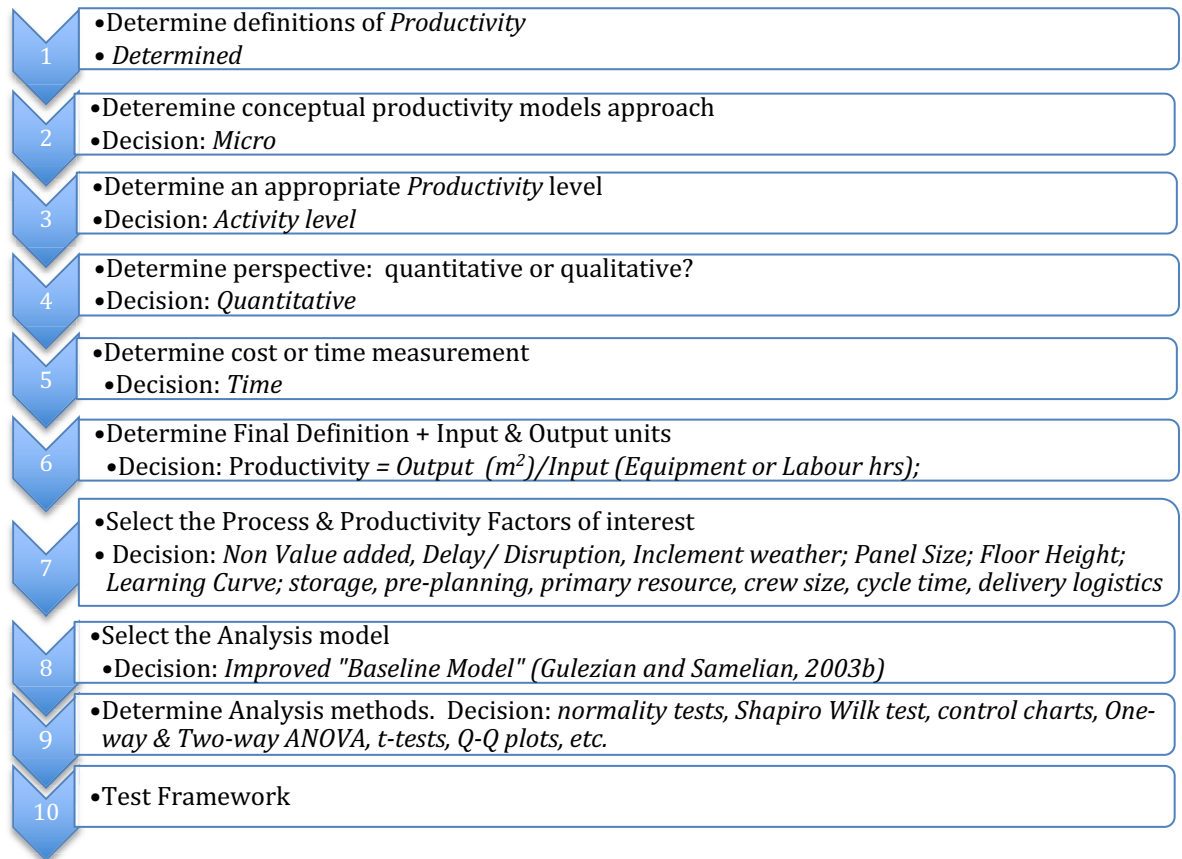 1
•Determine definitions of Productivity
• Determined
2
•Deteremine conceptual productivity models approach
•Decision: Micro
3
•Determine an appropriate Productivity level
•Decision: Activity level
4
•Determine perspective:  quantitative or qualitative?
•Decision: Quantitative
5
•Determine cost or time measurement
•Decision: Time
6
•Determine Final Definition + Input & Output units
•Decision: Productivity = Output  (m²)/Input (Equipment or Labour hrs);
7
•Select the Process & Productivity Factors of interest
• Decision: Non Value added, Delay/ Disruption, Inclement weather; Panel Size; Floor Height;
Learning Curve; storage, pre-planning, primary resource, crew size, cycle time, delivery logistics
8
•Select the Analysis model
•Decision: Improved "Baseline Model" (Gulezian and Samelian, 2003b)
9
•Determine Analysis methods.  Decision: normality tests, Shapiro Wilk test, control charts, One-
way & Two-way ANOVA, t-tests, Q-Q plots, etc.
10
•Test Framework